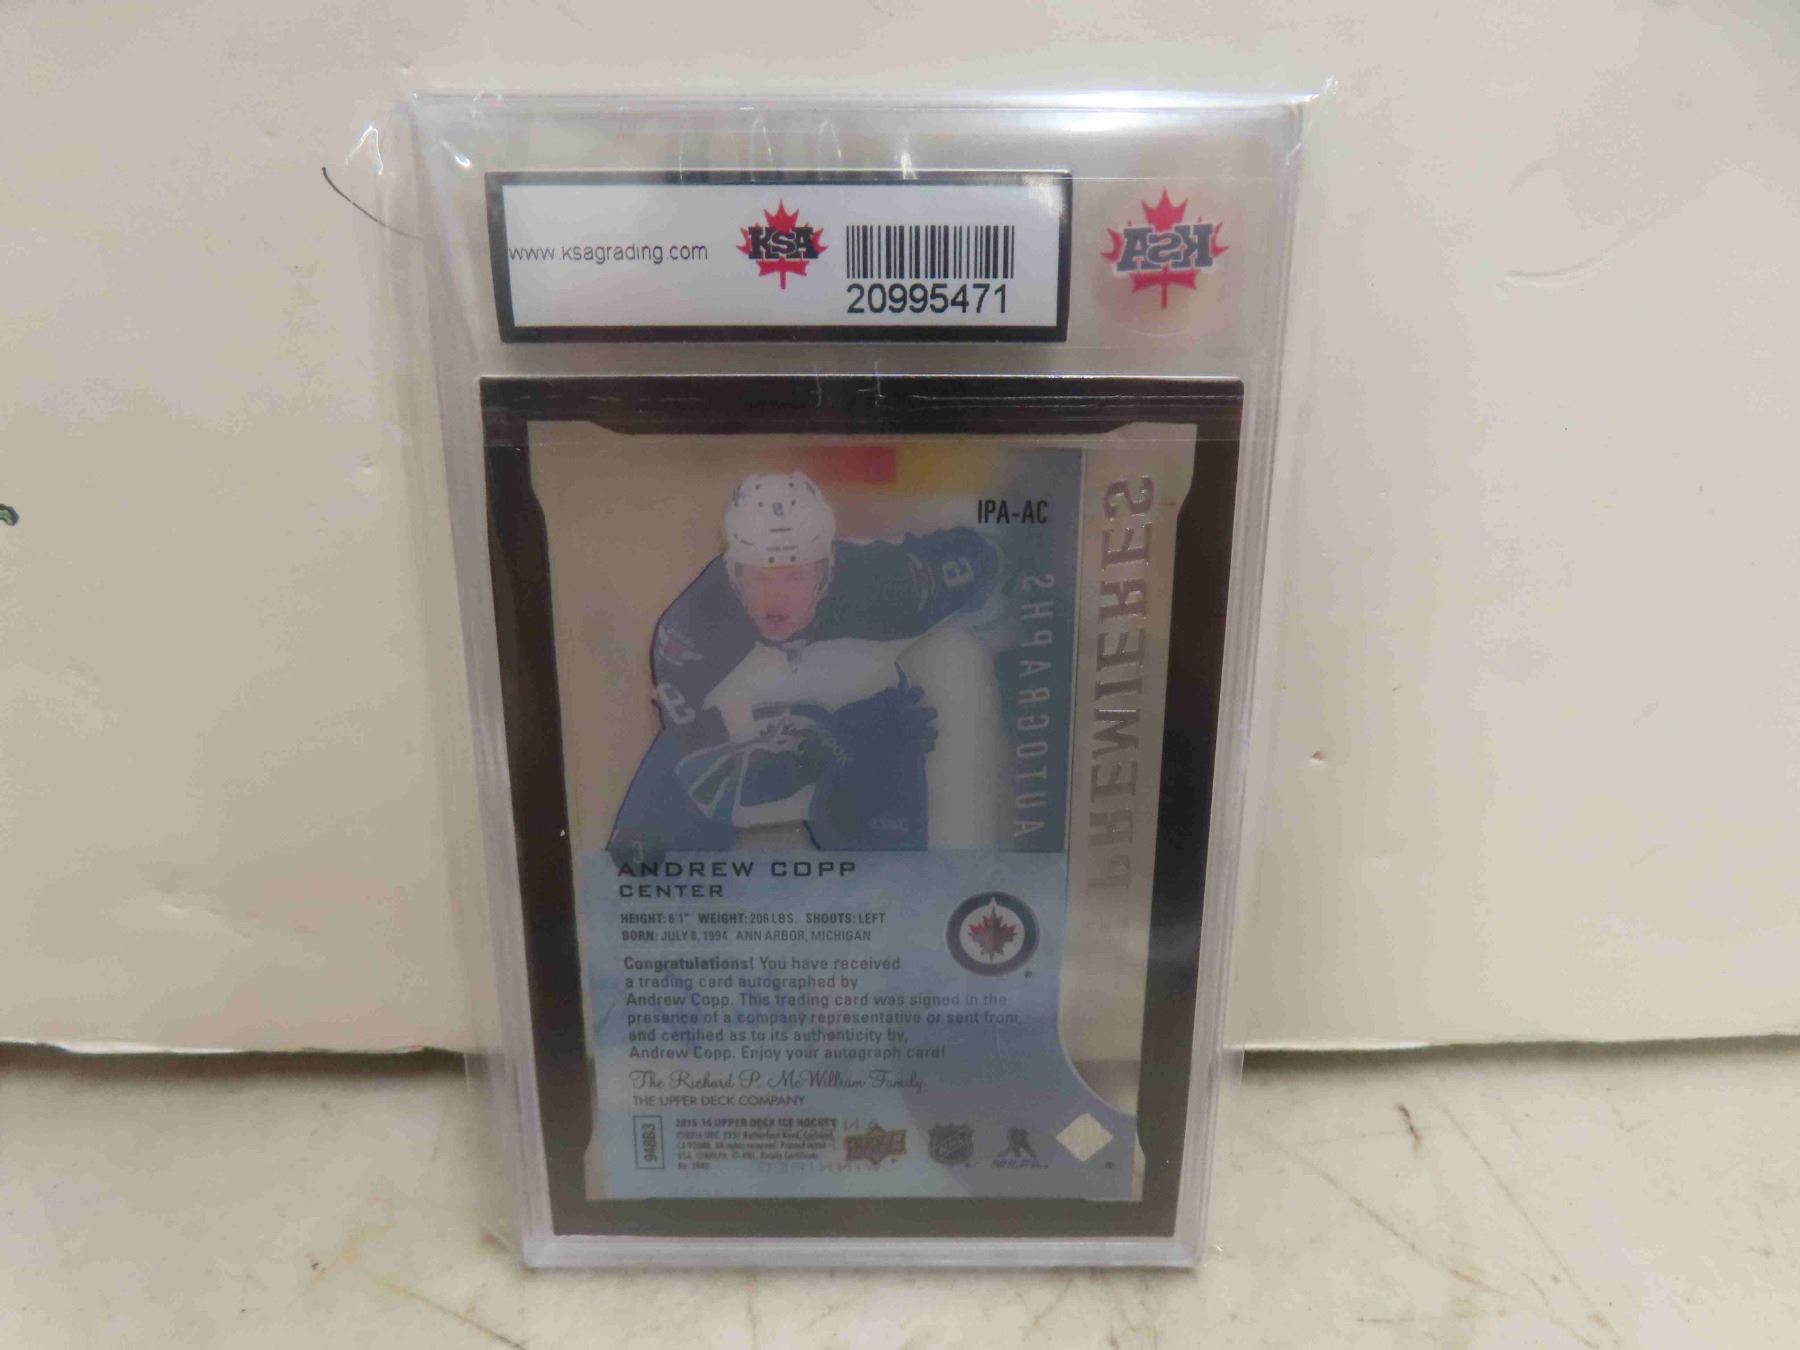 www.ksagrading.com
KSA
20995471
KSA
IPA-AC
PREMIERES
AUTOGRAPHS
ANDREW COPP
CENTER
HEIGHT: 6'1" WEIGHT: 206 LBS. SHOOTS: LEFT
BORN: JULY 8, 1994 ANN ARBOR, MICHIGAN
Congratulations! You have received
a trading card autographed by
Andrew Copp. This trading card was signed in the
presence of a company representative or sent from,
and certified as to its authenticity by,
Andrew Copp. Enjoy your autograph card!
The Richard P. McWilliam Family
THE UPPER DECK COMPANY
94883
2015-16 UPPER DECK ICE HOCKEY
NHL
NHLPA